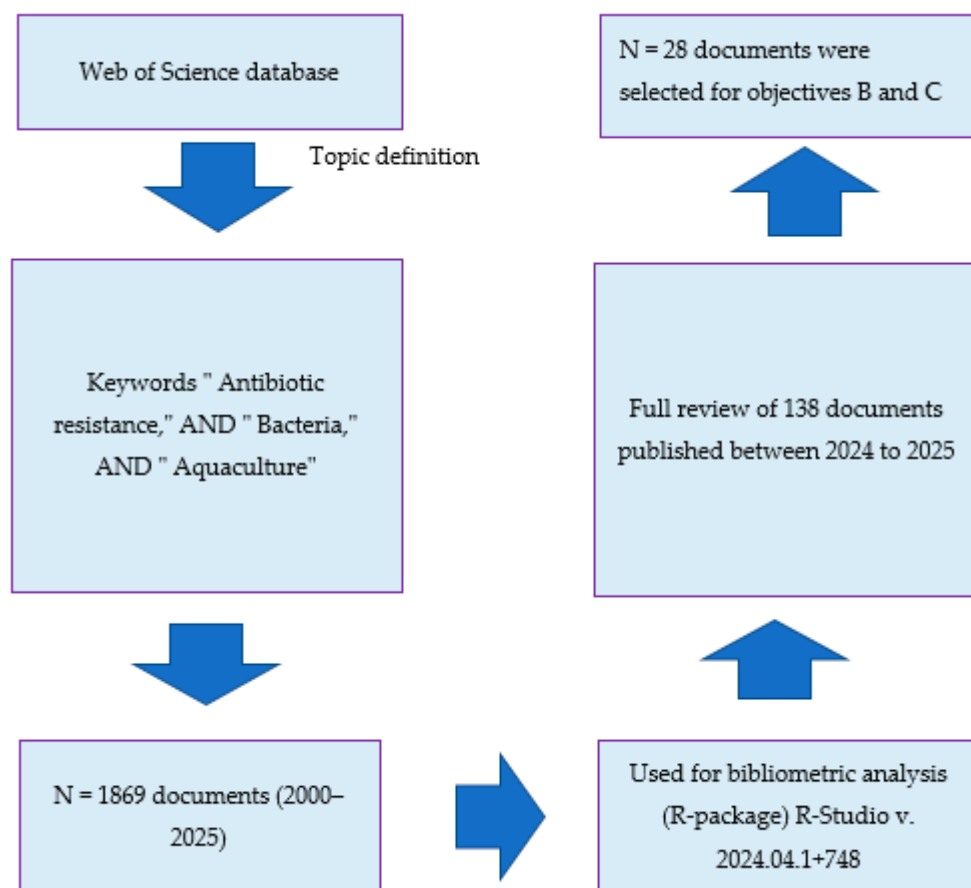 Web of Science database
Topic definition
Keywords " Antibiotic
resistance," AND " Bacteria,"
AND " Aquaculture"
N = 1869 documents (2000–
2025)
Used for bibliometric analysis
(R-package) R-Studio v.
2024.04.1+748
Full review of 138 documents
published between 2024 to 2025
N = 28 documents were
selected for objectives B and C